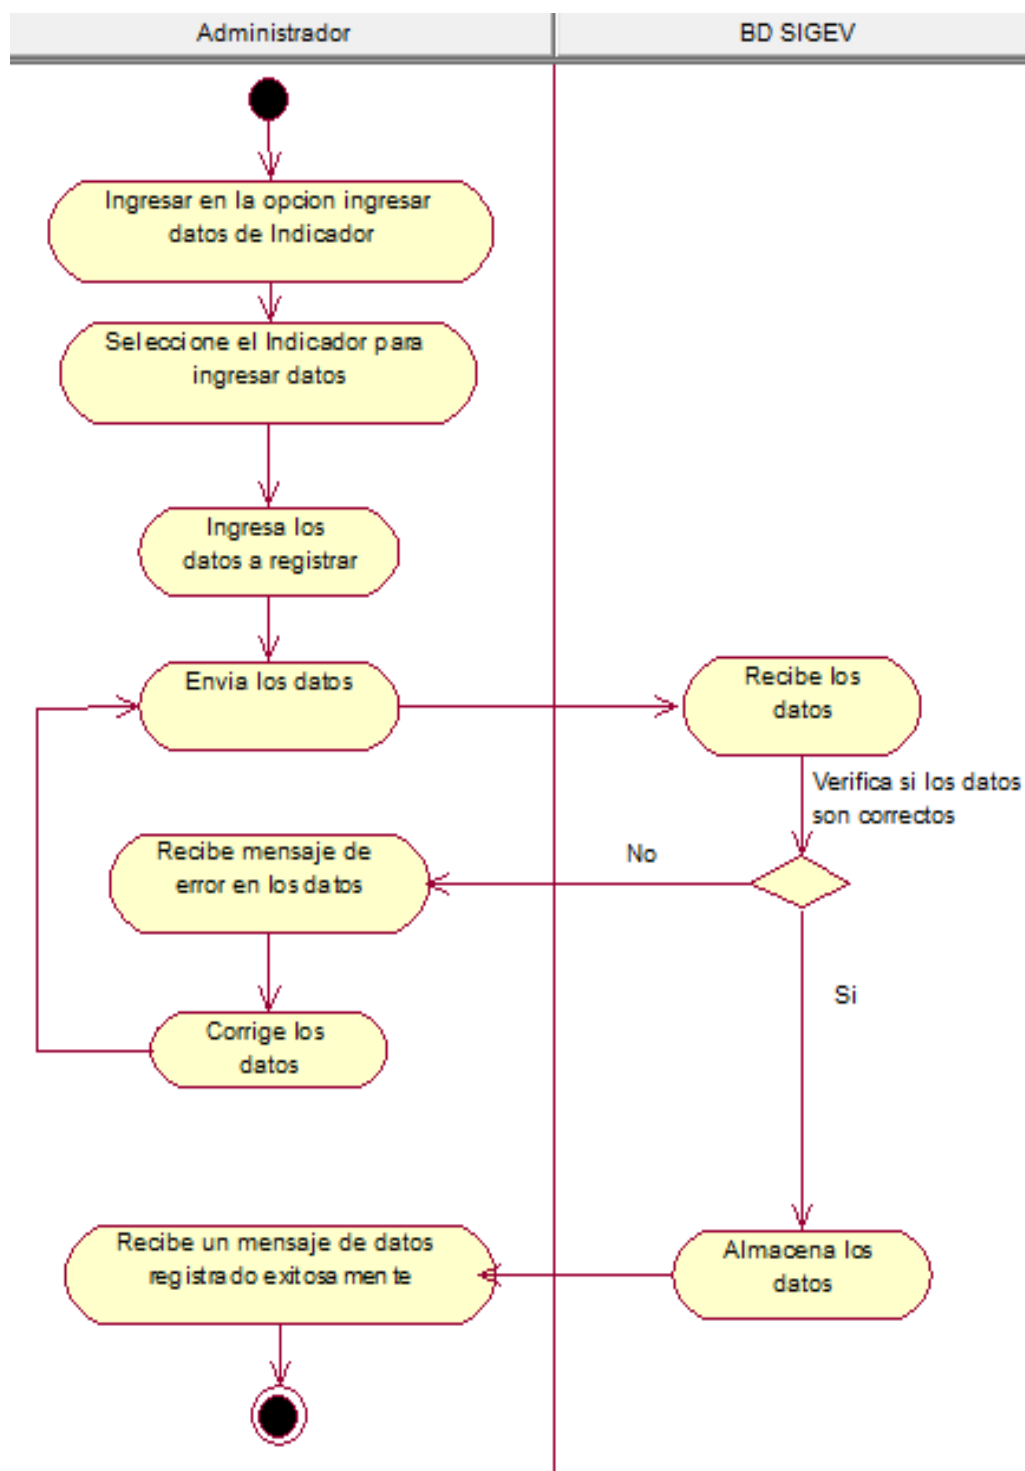 Administrador
BD SIGEV
Ingresar en la opcion ingresar
datos de Indicador
Seleccione el Indicador para
ingresar datos
Ingresa los
datos a registrar
Envia los datos
Recibe los
datos
Verifica si los datos
son correctos
No
Recibe mensaje de
error en los datos
Si
Corrige los
datos
Recibe un mensaje de datos
registrado exitosamente
Almacena los
datos